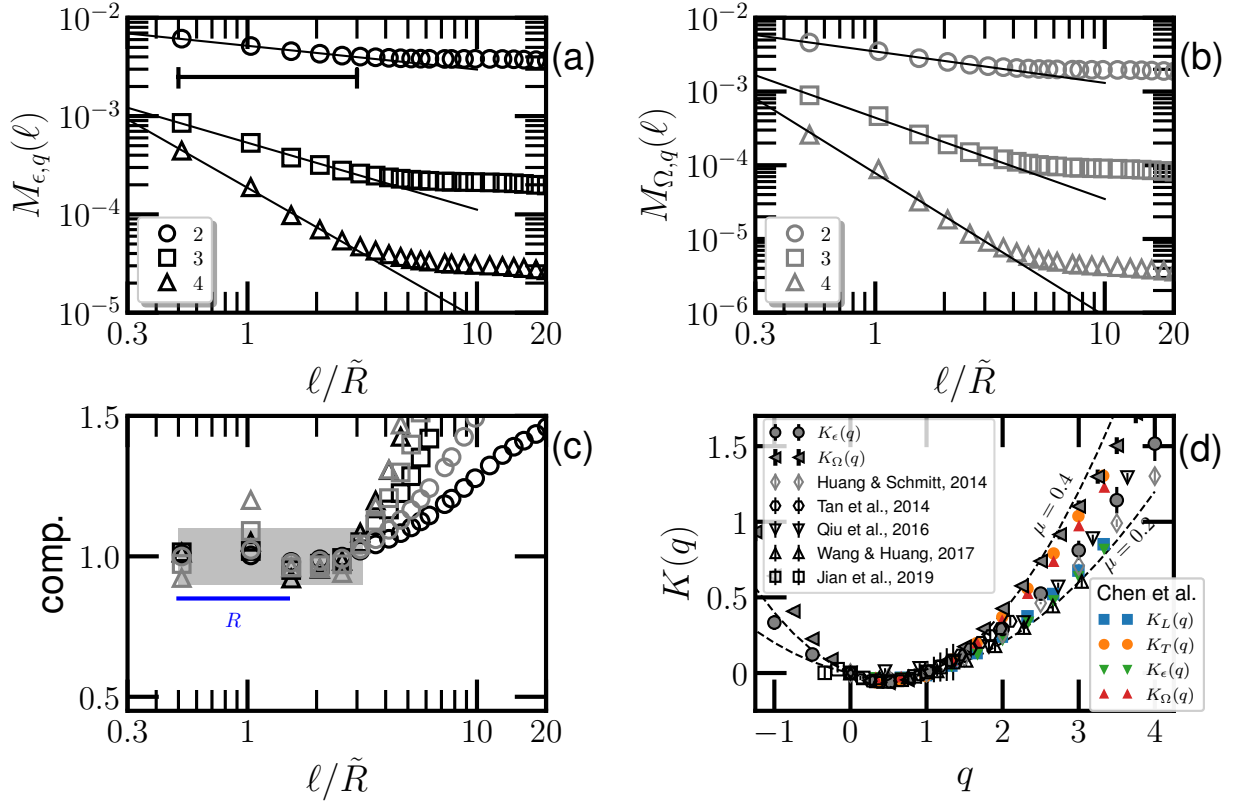 (a)
M_{ϵ,q}(ℓ)
10^{-2}
10^{-3}
10^{-4}
10^{-5}
2
3
4
0.3
1
10
20
ℓ/R̃
(b)
M_{Ω,q}(ℓ)
10^{-2}
10^{-3}
10^{-4}
10^{-5}
10^{-6}
2
3
4
0.3
1
10
20
ℓ/R̃
(c)
comp.
1.5
1.0
0.5
R
0.3
1
10
20
ℓ/R̃
(d)
K(q)
1.5
1
0.5
0
K_ϵ(q)
K_Ω(q)
Huang & Schmitt, 2014
Tan et al., 2014
Qiu et al., 2016
Wang & Huang, 2017
Jian et al., 2019
μ = 0.4
μ = 0.2
Chen et al.
K_L(q)
K_T(q)
K_ϵ(q)
K_Ω(q)
−1
0
1
2
3
4
q